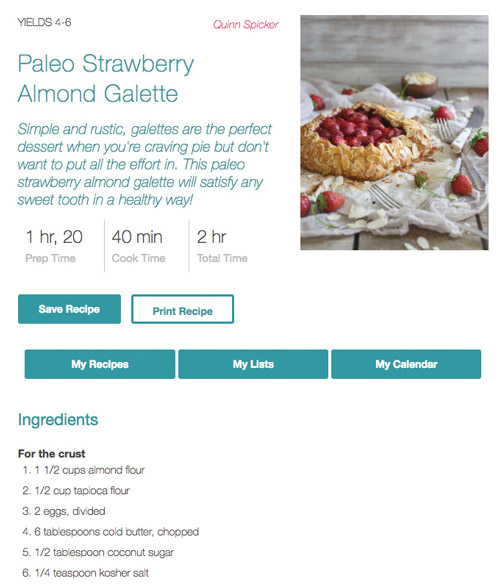 YIELDS 4-6
Quinn Spicker
Paleo Strawberry
Almond Galette
Simple and rustic, galettes are the perfect
dessert when you're craving pie but don't
want to put all the effort in. This paleo
strawberry almond galette will satisfy any
sweet tooth in a healthy way!
1 hr, 20
Prep Time
40 min
Cook Time
2 hr
Total Time
Save Recipe
Print Recipe
My Recipes
My Lists
My Calendar
Ingredients
For the crust
1. 1 1/2 cups almond flour
2. 1/2 cup tapioca flour
3. 2 eggs, divided
4. 6 tablespoons cold butter, chopped
5. 1/2 tablespoon coconut sugar
6. 1/4 teaspoon kosher salt